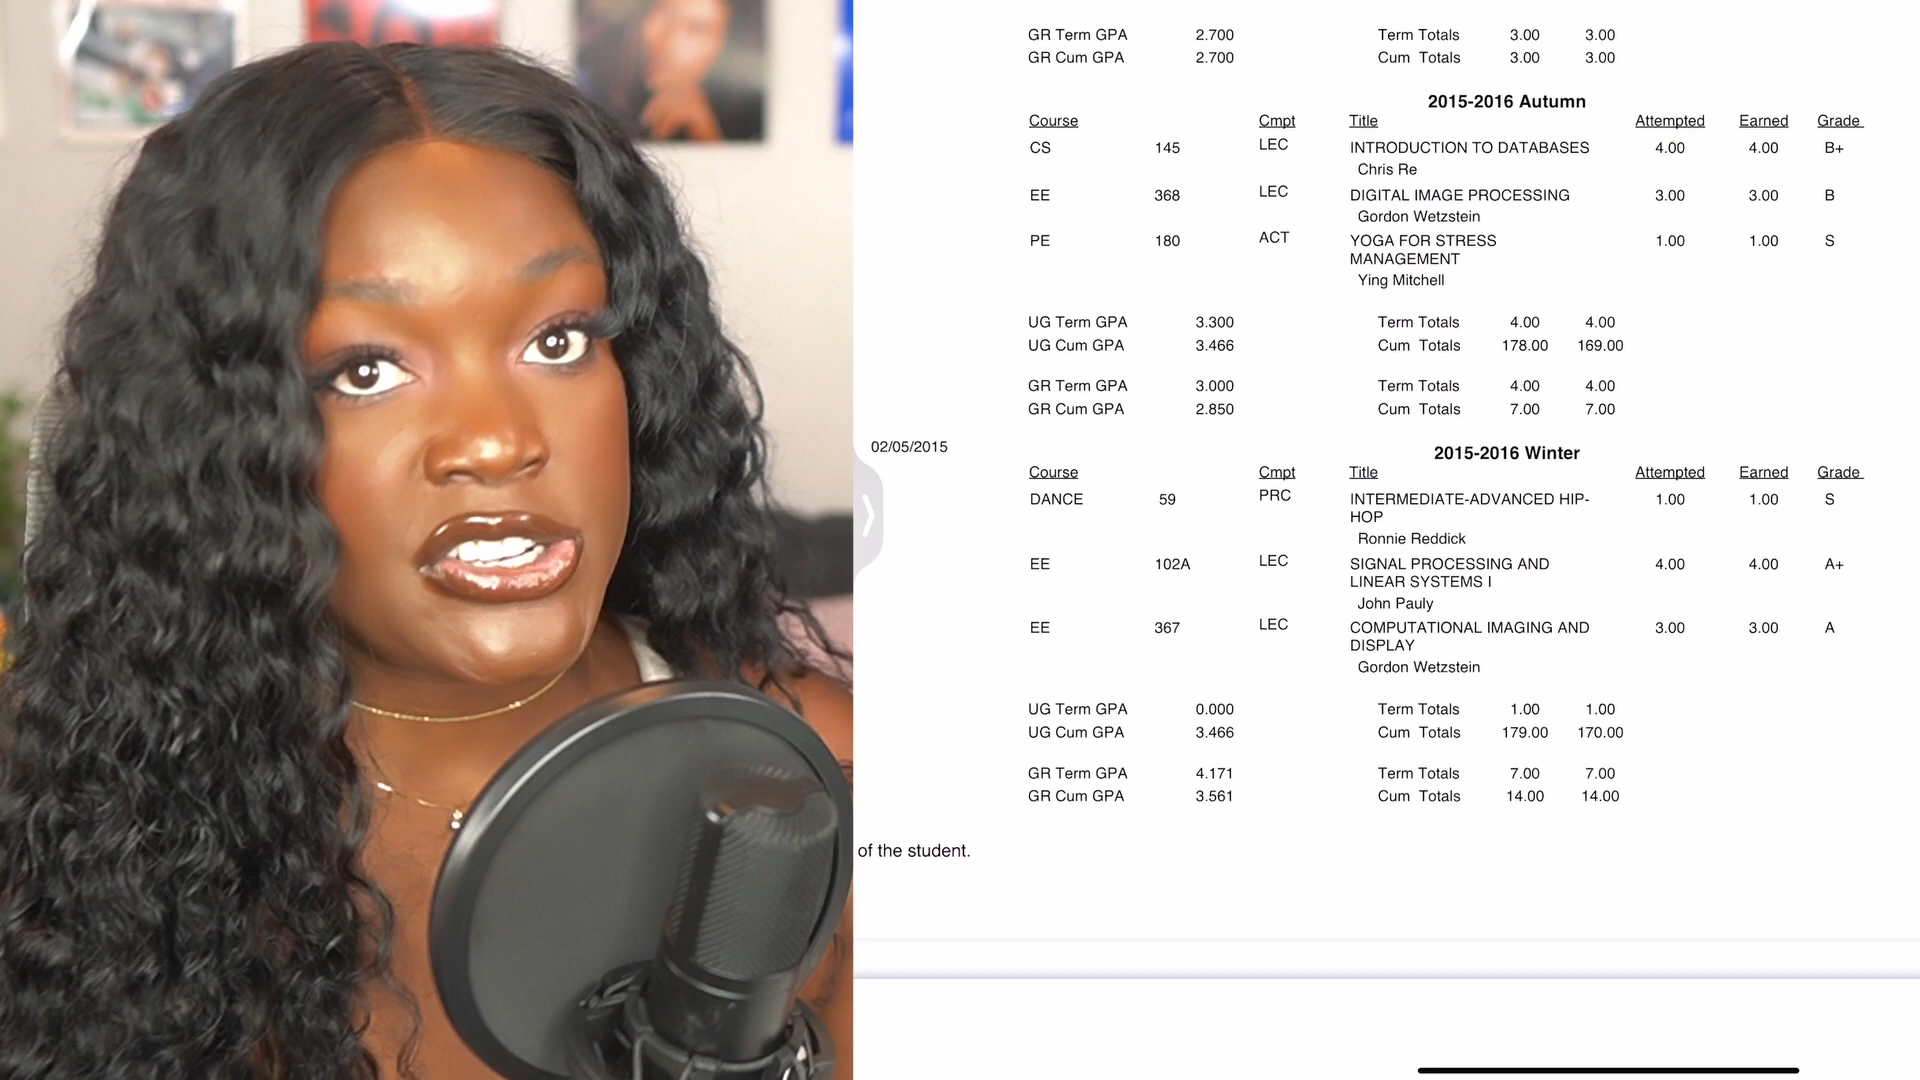 GR Term GPA 2.700 Term Totals 3.00 3.00
GR Cum GPA 2.700 Cum Totals 3.00 3.00
2015-2016 Autumn
Course Cmpt Title Attempted Earned Grade
CS 145 LEC INTRODUCTION TO DATABASES 4.00 4.00 B+
Chris Re
EE 368 LEC DIGITAL IMAGE PROCESSING 3.00 3.00 B
Gordon Wetzstein
PE 180 ACT YOGA FOR STRESS 1.00 1.00 S
MANAGEMENT
Ying Mitchell
UG Term GPA 3.300 Term Totals 4.00 4.00
UG Cum GPA 3.466 Cum Totals 178.00 169.00
GR Term GPA 3.000 Term Totals 4.00 4.00
GR Cum GPA 2.850 Cum Totals 7.00 7.00
02/05/2015
2015-2016 Winter
Course Cmpt Title Attempted Earned Grade
DANCE 59 PRC INTERMEDIATE-ADVANCED HIP- 1.00 1.00 S
HOP
Ronnie Reddick
EE 102A LEC SIGNAL PROCESSING AND 4.00 4.00 A+
LINEAR SYSTEMS I
John Pauly
EE 367 LEC COMPUTATIONAL IMAGING AND 3.00 3.00 A
DISPLAY
Gordon Wetzstein
UG Term GPA 0.000 Term Totals 1.00 1.00
UG Cum GPA 3.466 Cum Totals 179.00 170.00
GR Term GPA 4.171 Term Totals 7.00 7.00
GR Cum GPA 3.561 Cum Totals 14.00 14.00
of the student.